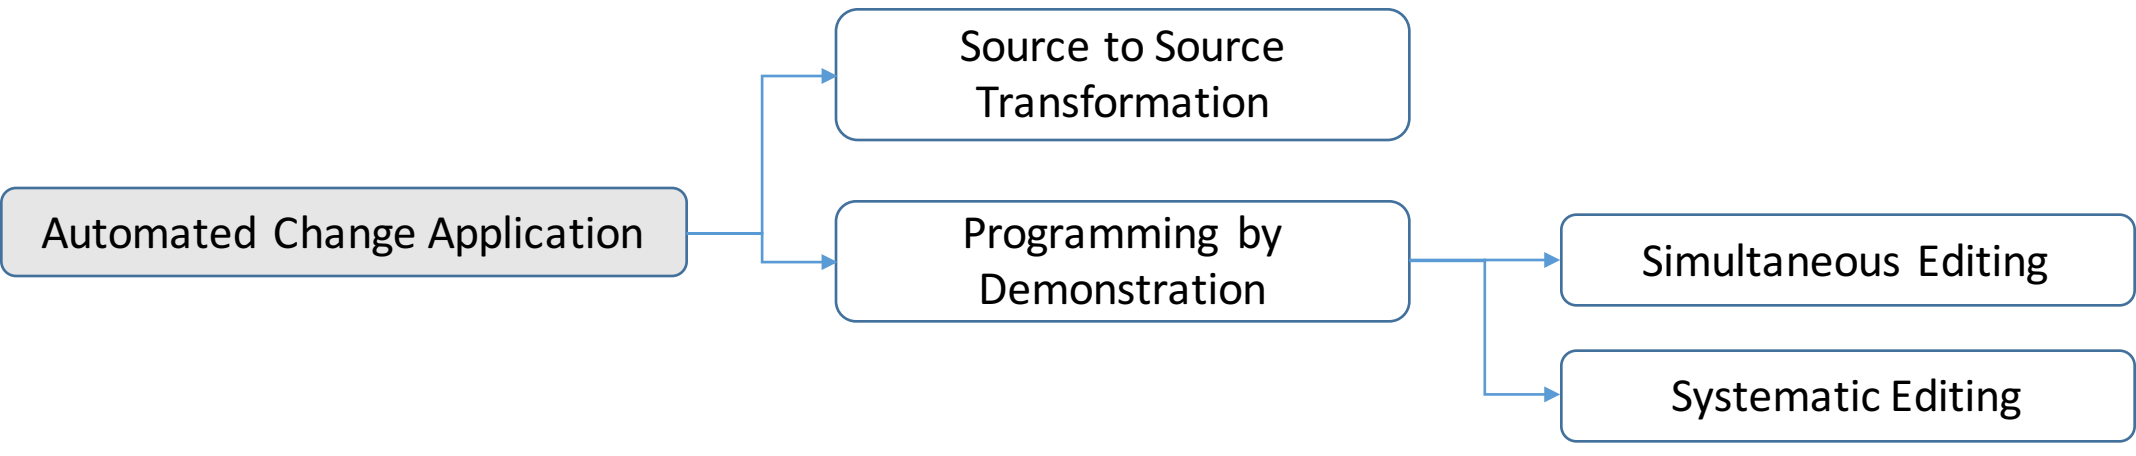 Source to Source
Transformation
Automated Change Application
Programming by
Demonstration
Simultaneous Editing
Systematic Editing